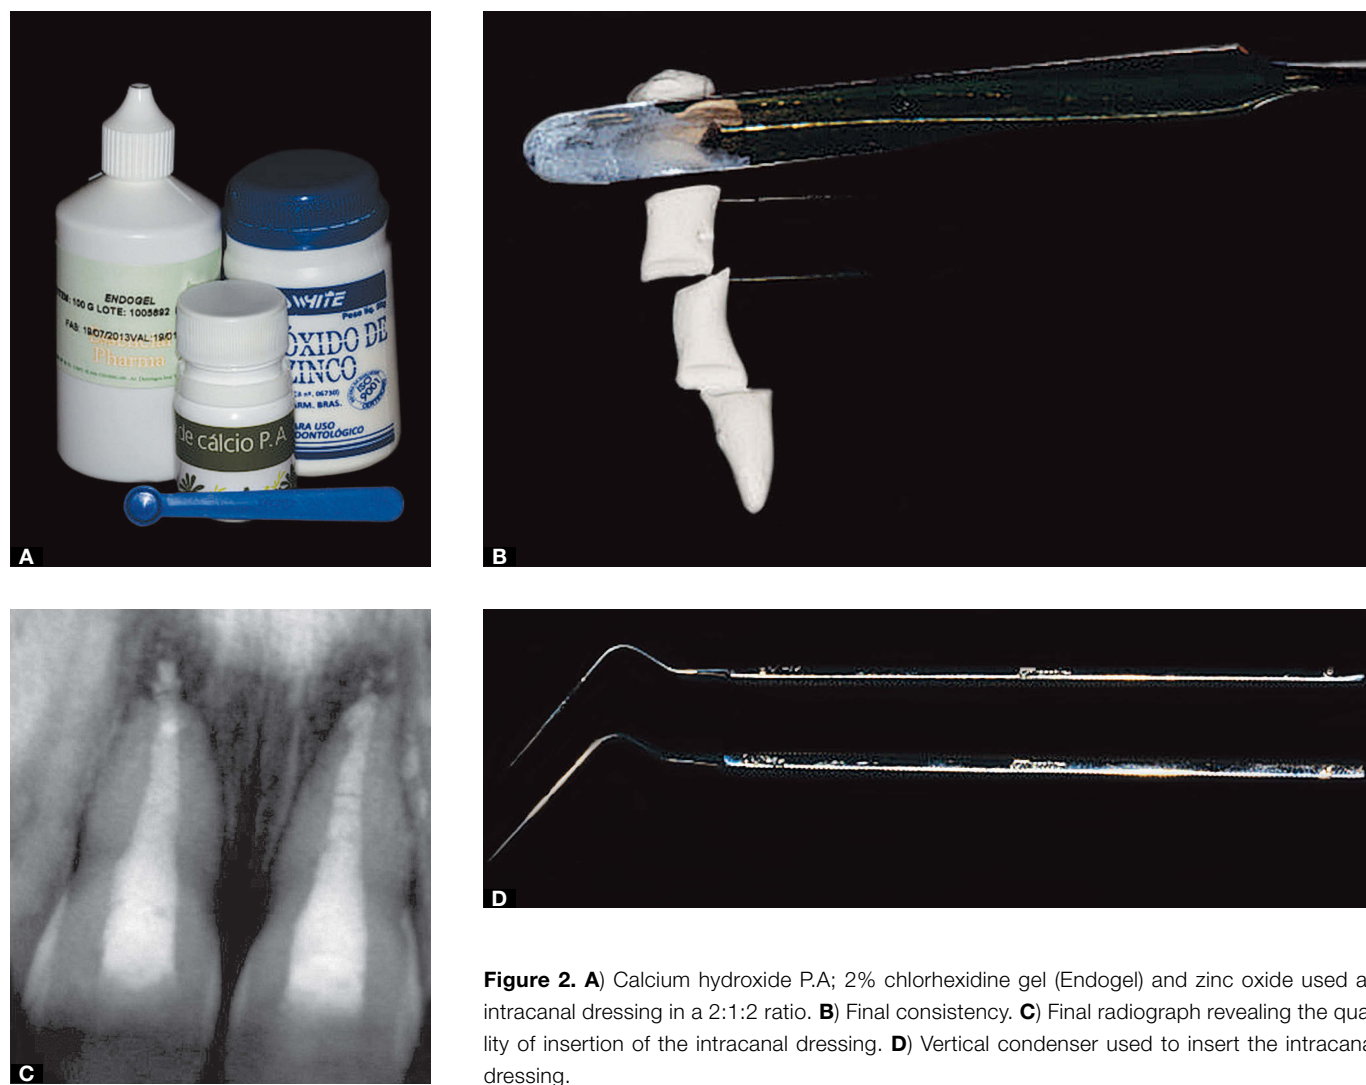 ENDOGEL
100 G LOTE: 1005892
FAB: 19/07/2013VAL:19/01
Pharma
WHITE
ÓXIDO DE
ZINCO
ARM. BRAS.
ISO
9001
ARA USO
DONTOLÓGICO
de cálcio P.A
A
B
C
D
Figure 2. A) Calcium hydroxide P.A; 2% chlorhexidine gel (Endogel) and zinc oxide used a
intracanal dressing in a 2:1:2 ratio. B) Final consistency. C) Final radiograph revealing the qua
lity of insertion of the intracanal dressing. D) Vertical condenser used to insert the intracana
dressing.